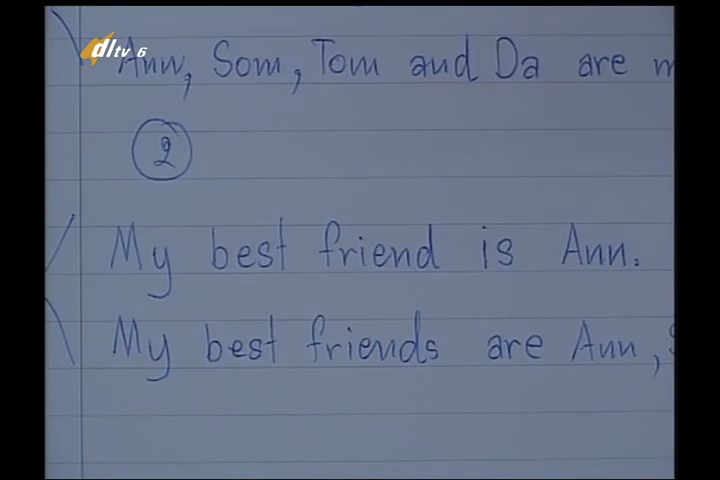 dltv 6
Ann, Som, Tom and Da are
2
My best friend is Ann.
My best friends are Ann,